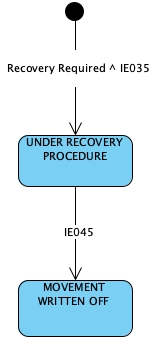 Recovery Required ^ IE035
UNDER RECOVERY
PROCEDURE
IE045
MOVEMENT
WRITTEN OFF